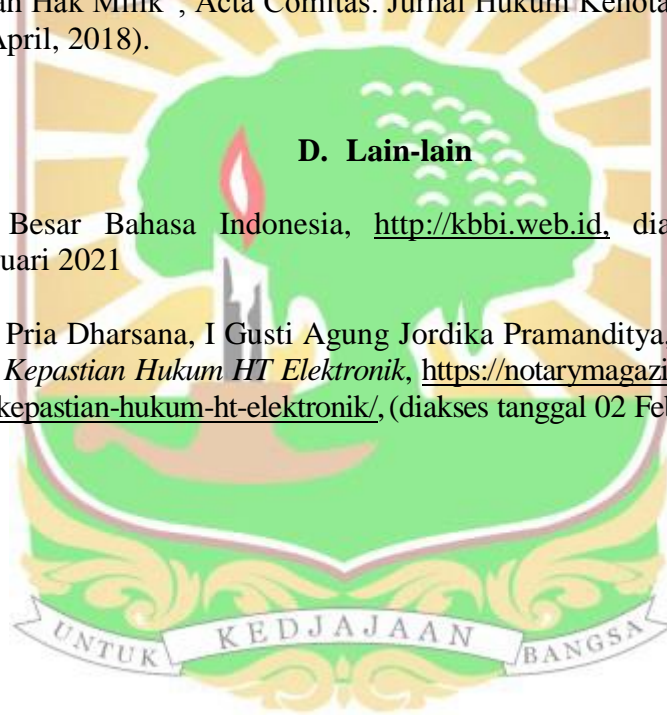 an Hak Milik", Acta Comitas: Jurnal Hukum Kenota
April, 2018).
D. Lain-lain
Besar Bahasa Indonesia, http://kbbi.web.id, dia
uari 2021
Pria Dharsana, I Gusti Agung Jordika Pramanditya,
Kepastian Hukum HT Elektronik, https://notarymagazi
kepastian-hukum-ht-elektronik/, (diakses tanggal 02 Feb
UNTUK KEDJAJAAN BANGSA